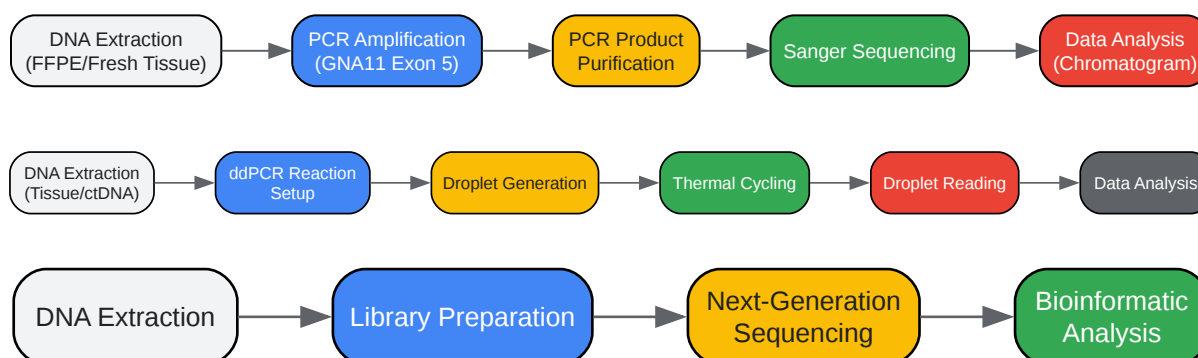 DNA Extraction
(FFPE/Fresh Tissue)
PCR Amplification
(GNA11 Exon 5)
PCR Product
Purification
Sanger Sequencing
Data Analysis
(Chromatogram)
DNA Extraction
(Tissue/ctDNA)
ddPCR Reaction
Setup
Droplet Generation
Thermal Cycling
Droplet Reading
Data Analysis
DNA Extraction
Library Preparation
Next-Generation
Sequencing
Bioinformatic
Analysis